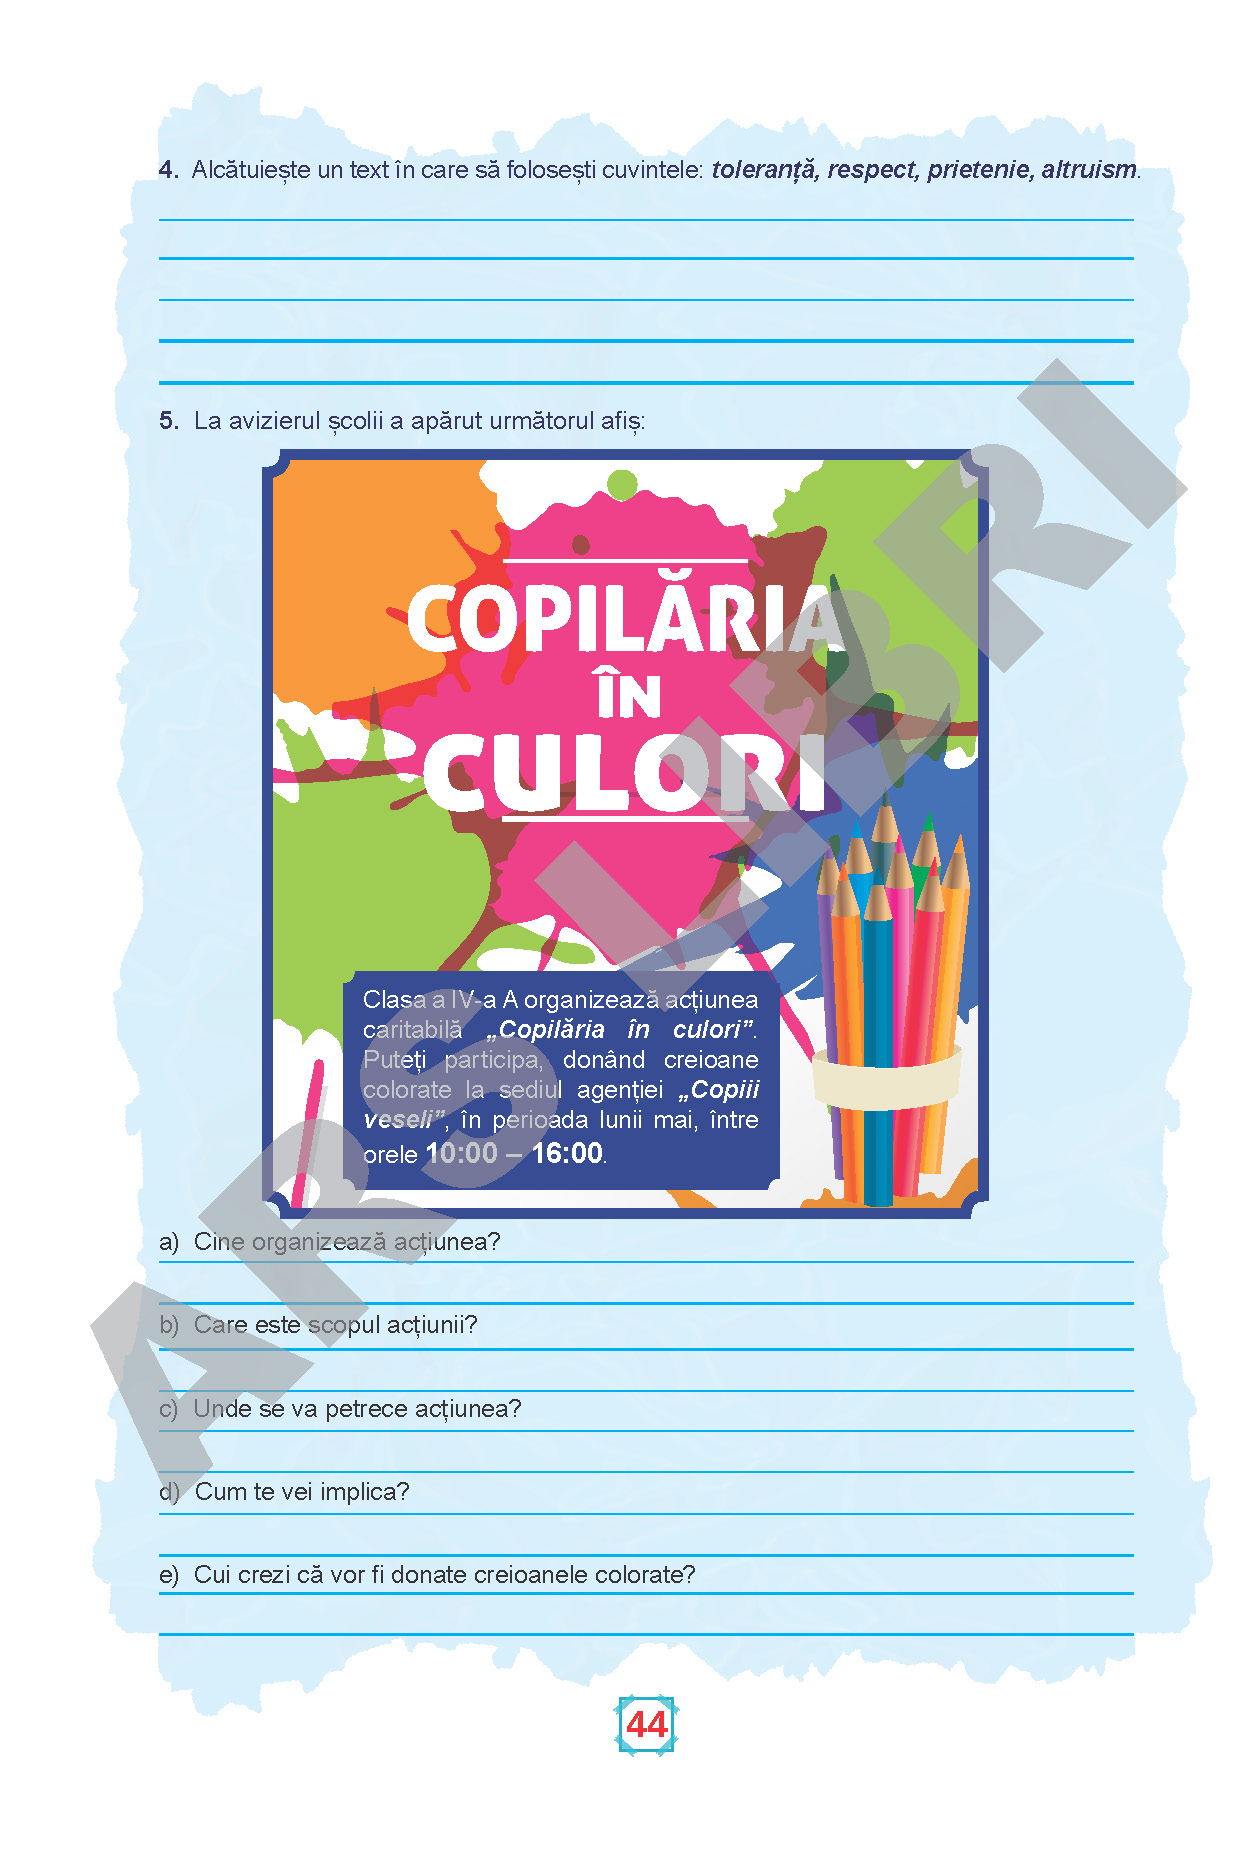 4. Alcătuiește un text în care să folosești cuvintele: toleranță, respect, prietenie, altruism.
5. La avizierul școlii a apărut următorul afiș:
COPILĂRIA
ÎN
CULORI
Clasa a IV-a A organizează acțiunea
caritabilă „Copilăria în culori”.
Puteți participa, donând creioane
colorate la sediul agenției „Copiii
veseli”, în perioada lunii mai, între
orele 10:00 – 16:00.
a) Cine organizează acțiunea?
b) Care este scopul acțiunii?
c) Unde se va petrece acțiunea?
d) Cum te vei implica?
e) Cui crezi că vor fi donate creioanele colorate?
44
ARS LIBRI